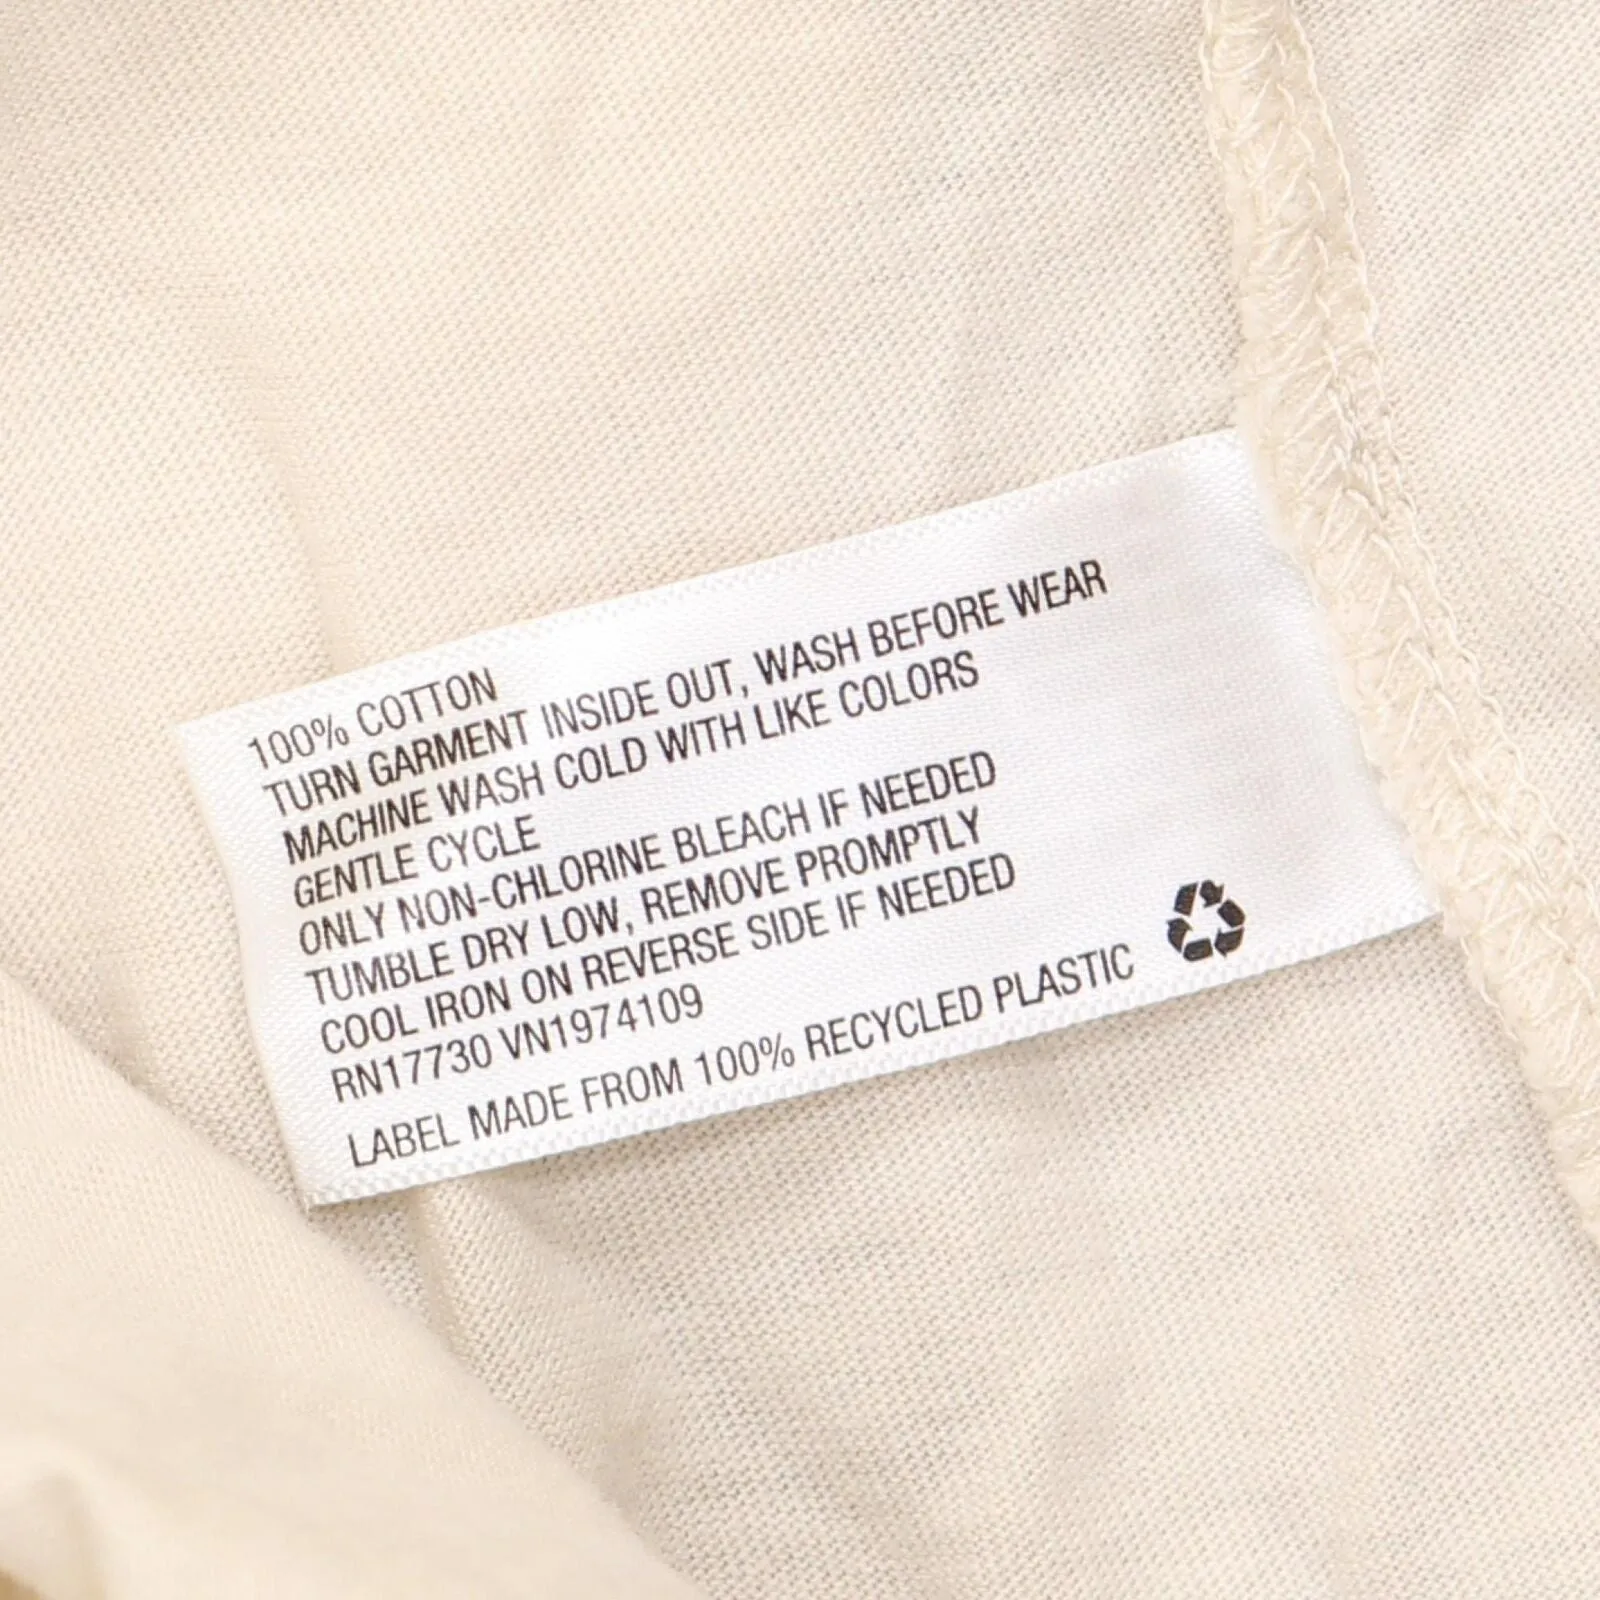 100% COTTON
TURN GARMENT INSIDE OUT, WASH BEFORE WEAR
MACHINE WASH COLD WITH LIKE COLORS
GENTLE CYCLE
ONLY NON-CHLORINE BLEACH IF NEEDED
TUMBLE DRY LOW, REMOVE PROMPTLY
COOL IRON ON REVERSE SIDE IF NEEDED
RN17730 VN1974109
LABEL MADE FROM 100% RECYCLED PLASTIC